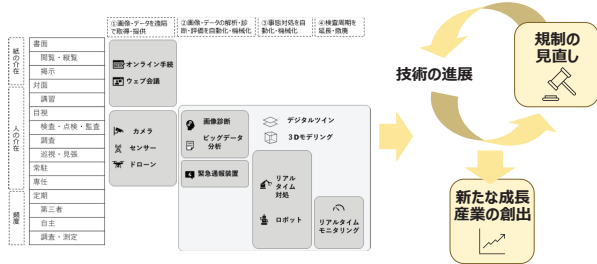 ①画像・データを遠隔
で取得・提供
②画像・データの解析・診
断・評価を自動化・機械化
③事態対処を自
動化・機械化
④検査周期を
延長・撤廃
紙の介在
書面
閲覧・縦覧
掲示
人の介在
対面
講習
目視
検査・点検・監査
調査
巡視・見張
常駐
専任
頻度
定期
第三者
自主
調査・測定
オンライン手続
ウェブ会議
カメラ
センサー
ドローン
画像診断
ビッグデータ
分析
緊急通報装置
デジタルツイン
3Dモデリング
リアル
タイム
対処
ロボット
リアルタイム
モニタリング
技術の進展
規制の
見直し
新たな成長
産業の創出